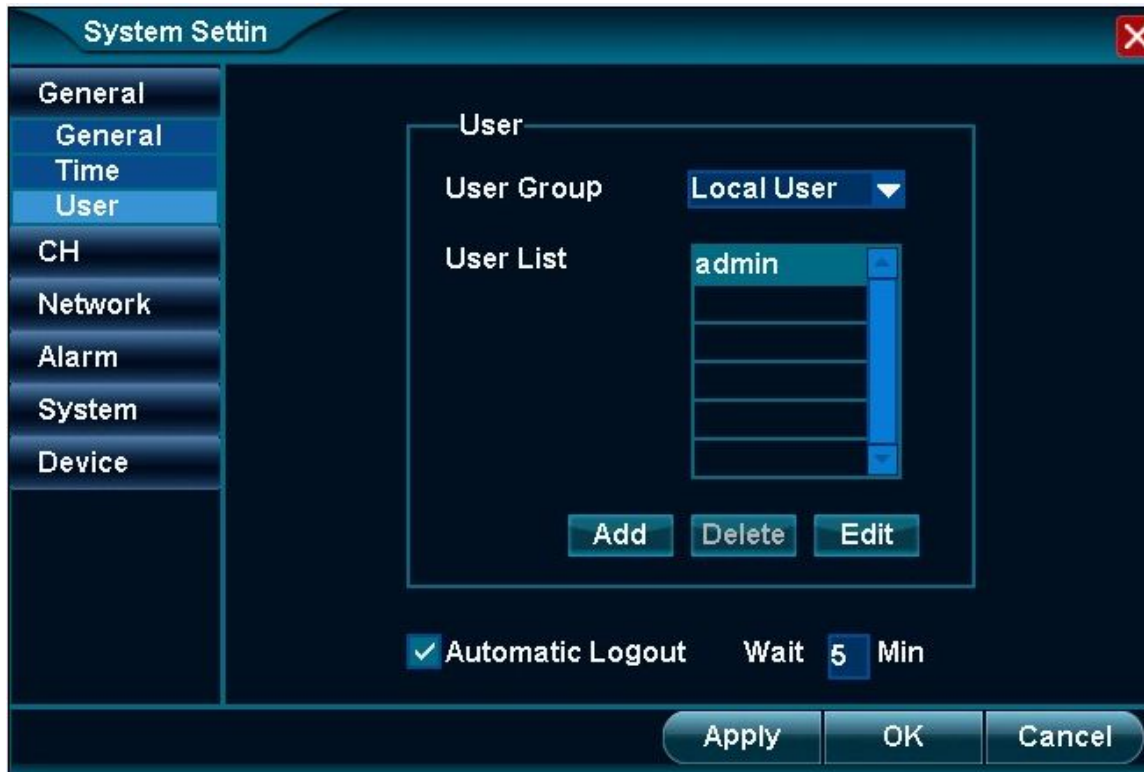 System Settin
General
General
Time
User
CH
Network
Alarm
System
Device
User
User Group Local User
User List admin
Add Delete Edit
Automatic Logout Wait 5 Min
Apply OK Cancel